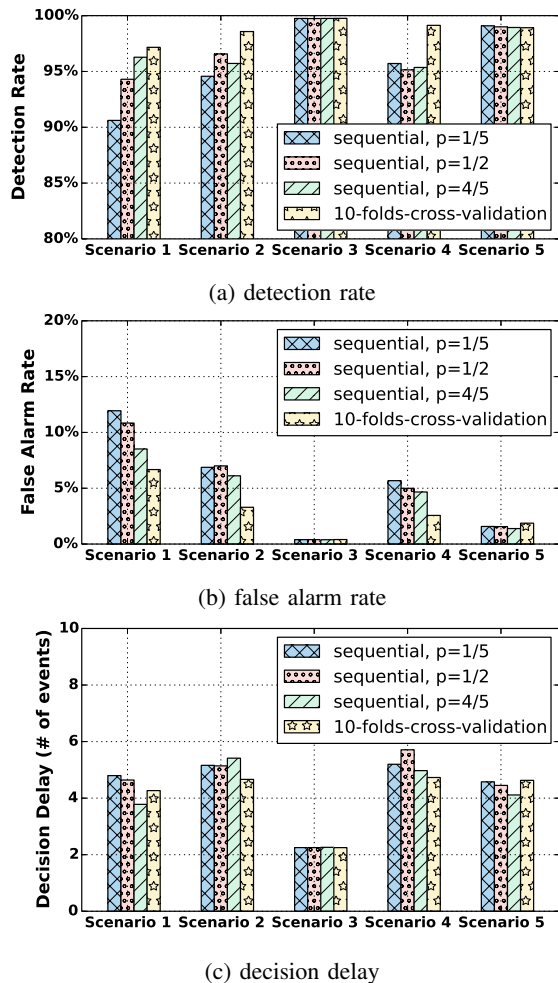 100%
95%
90%
85%
80%
Detection Rate
sequential, p=1/5
sequential, p=1/2
sequential, p=4/5
10-folds-cross-validation
Scenario 1 Scenario 2 Scenario 3 Scenario 4 Scenario 5
(a) detection rate
20%
15%
10%
5%
0%
False Alarm Rate
sequential, p=1/5
sequential, p=1/2
sequential, p=4/5
10-folds-cross-validation
Scenario 1 Scenario 2 Scenario 3 Scenario 4 Scenario 5
(b) false alarm rate
10
8
6
4
2
0
Decision Delay (# of events)
sequential, p=1/5
sequential, p=1/2
sequential, p=4/5
10-folds-cross-validation
Scenario 1 Scenario 2 Scenario 3 Scenario 4 Scenario 5
(c) decision delay